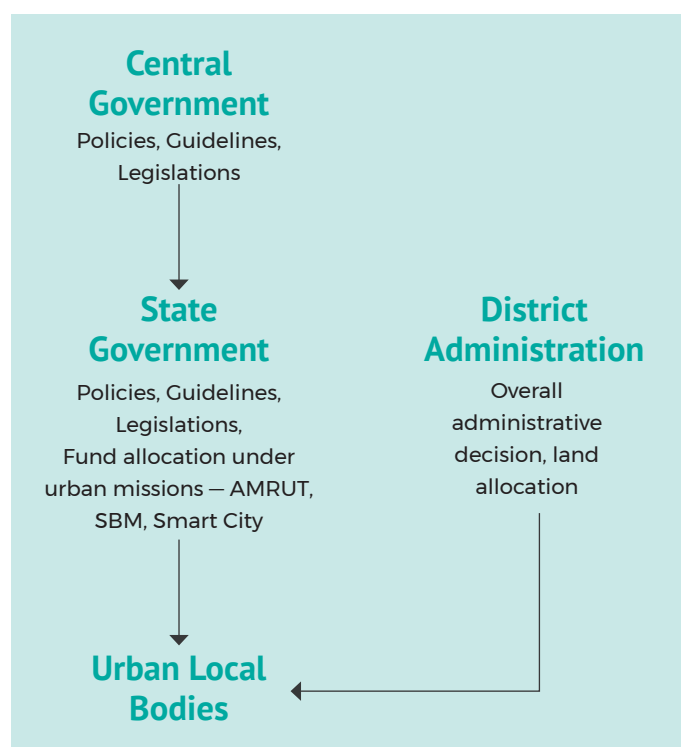 Central
Government
Policies, Guidelines,
Legislations
State
Government
Policies, Guidelines,
Legislations,
Fund allocation under
urban missions — AMRUT,
SBM, Smart City
District
Administration
Overall
administrative
decision, land
allocation
Urban Local
Bodies